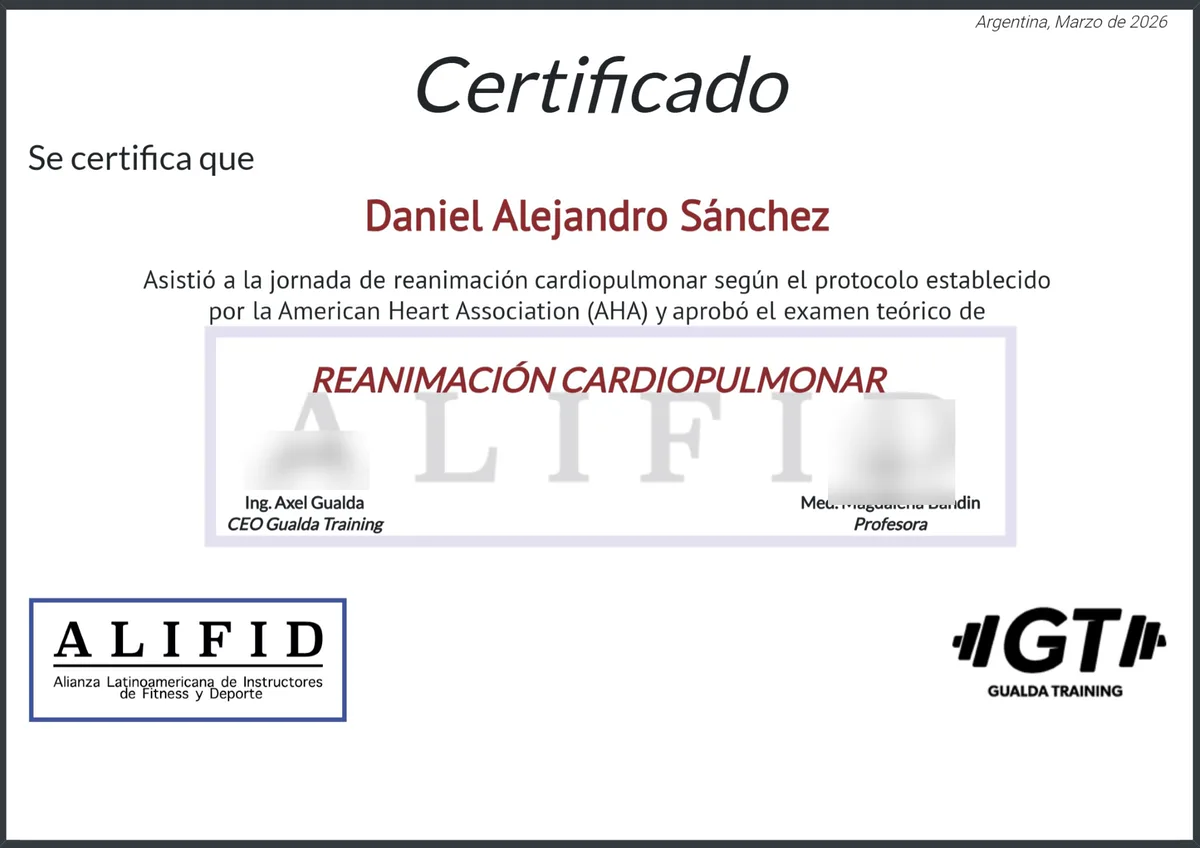 Argentina, Marzo de 2026
Certificado
Se certifica que
Daniel Alejandro Sánchez
Asistió a la jornada de reanimación cardiopulmonar según el protocolo establecido
por la American Heart Association (AHA) y aprobó el examen teórico de
REANIMACIÓN CARDIOPULMONAR
ALIFID
Ing. Axel Gualda
CEO Gualda Training
Med.
Profesora
ALIFID
Alianza Latinoamericana de Instructores
de Fitness y Deporte
GT
GUALDA TRAINING